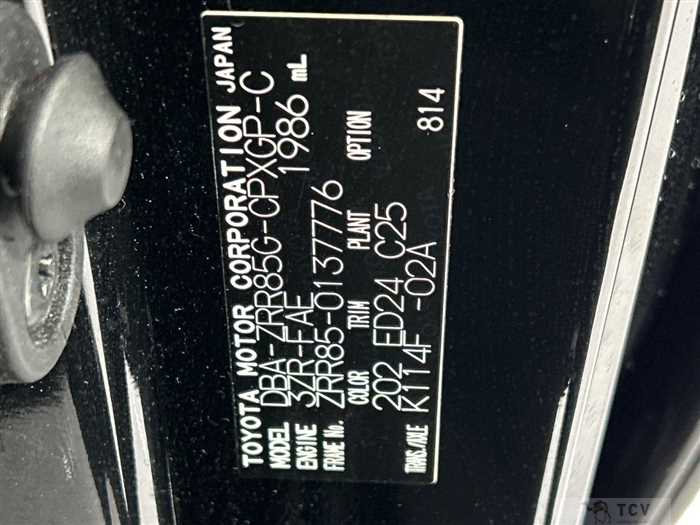 TOYOTA MOTOR CORPORATION JAPAN
MODEL DBA-ZRR85G-CPXGP-C
ENGINE 3ZR-FAE 1986 mL
FRAME No. ZRR85-0137776
COLOR TRIM PLANT OPTION
202 ED24 C25 814
TRANS./AXLE K114F -02A
TCV